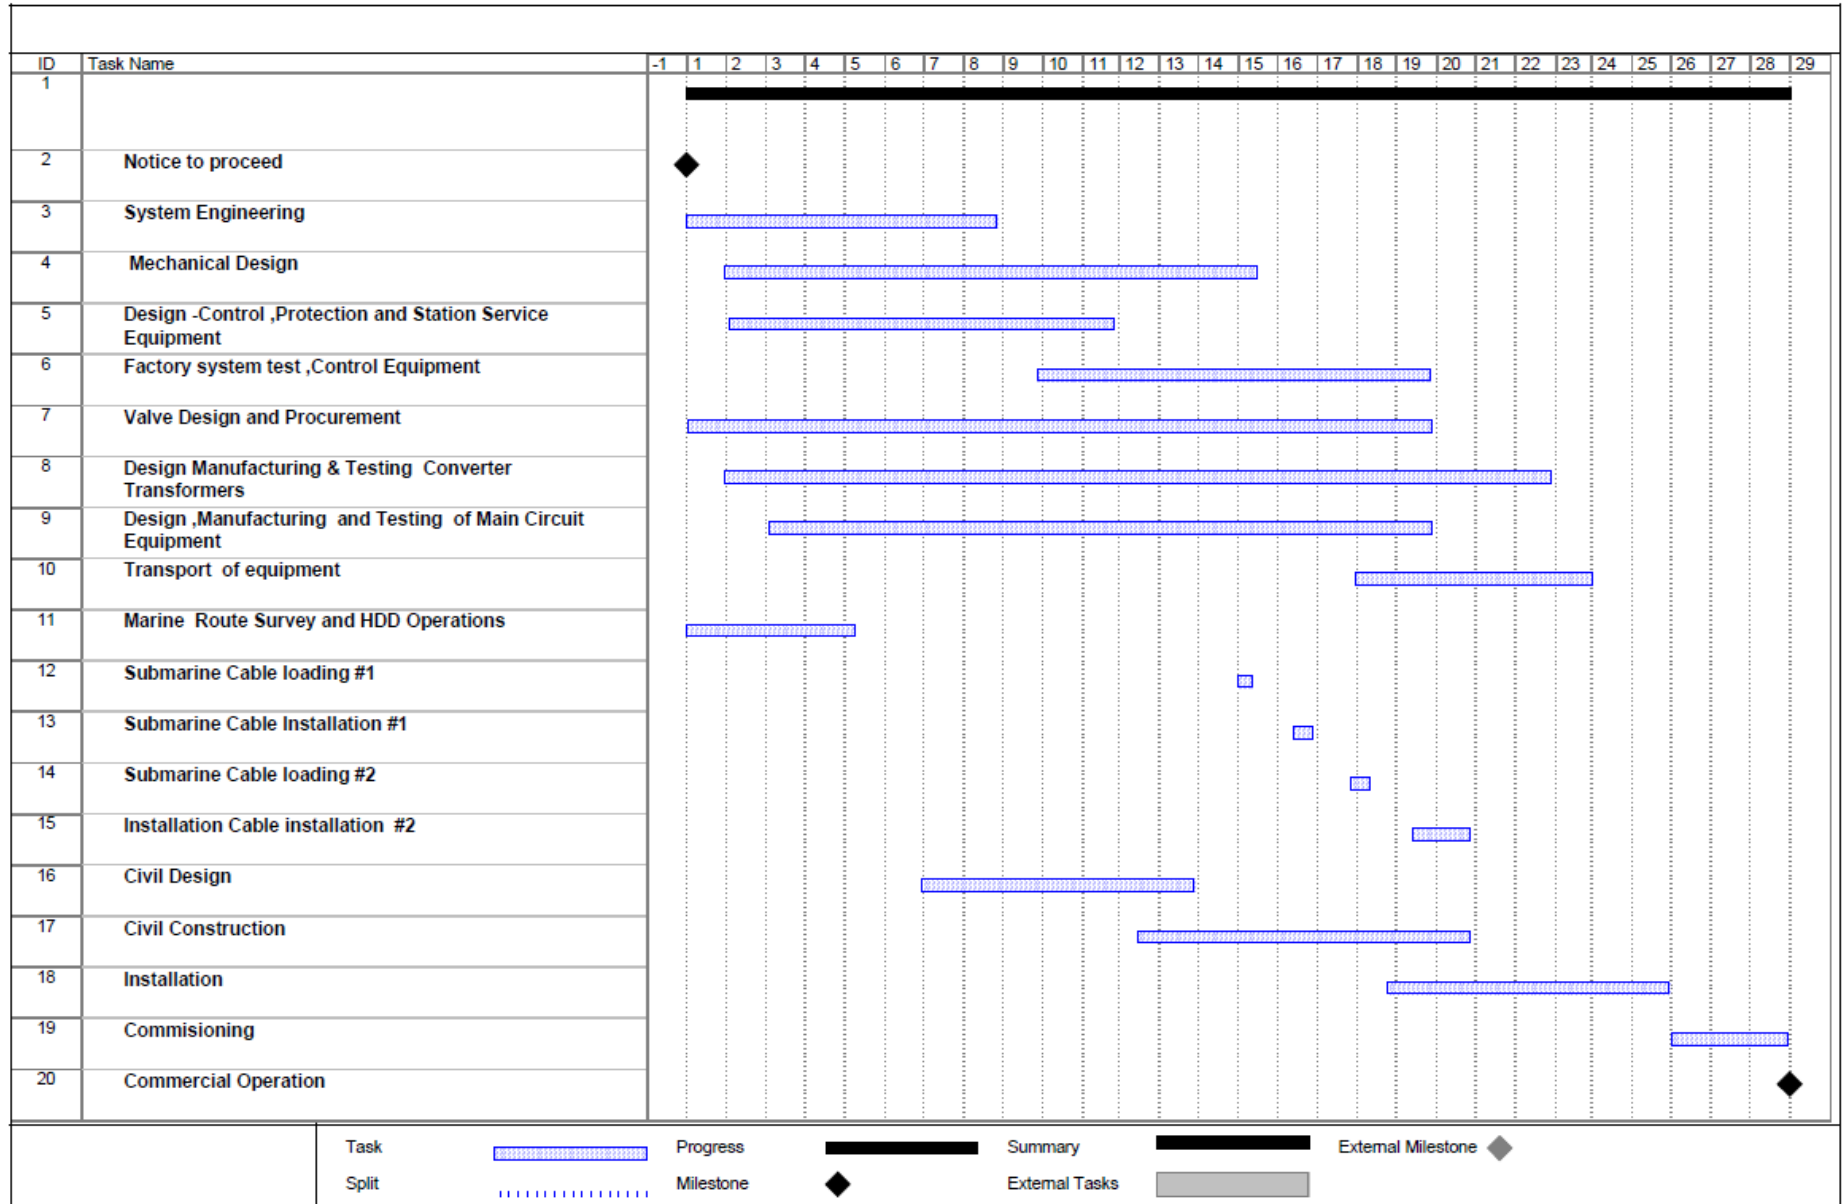 ID Task Name -1 1 2 3 4 5 6 7 8 9 10 11 12 13 14 15 16 17 18 19 20 21 22 23 24 25 26 27 28 29
1
2 Notice to proceed
3 System Engineering
4 Mechanical Design
5 Design -Control ,Protection and Station Service
Equipment
6 Factory system test ,Control Equipment
7 Valve Design and Procurement
8 Design Manufacturing & Testing Converter
Transformers
9 Design ,Manufacturing and Testing of Main Circuit
Equipment
10 Transport of equipment
11 Marine Route Survey and HDD Operations
12 Submarine Cable loading #1
13 Submarine Cable Installation #1
14 Submarine Cable loading #2
15 Installation Cable installation #2
16 Civil Design
17 Civil Construction
18 Installation
19 Commisioning
20 Commercial Operation
Task Progress Summary External Milestone
Split Milestone External Tasks